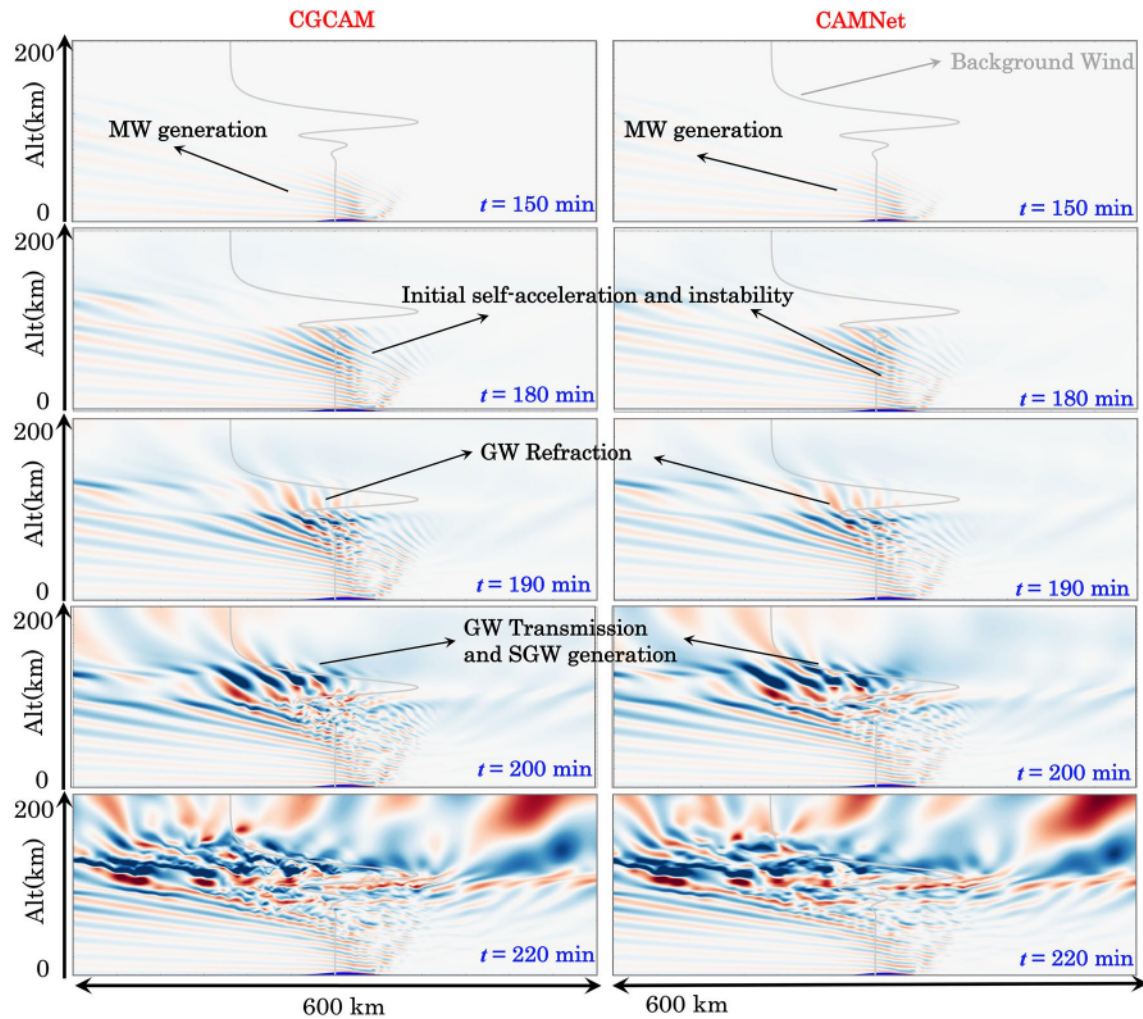 CGCAM
CAMNet
200
Alt(km)
0
MW generation
t = 150 min
Background Wind
MW generation
t = 150 min
200
Alt(km)
0
Initial self-acceleration and instability
t = 180 min
t = 180 min
200
Alt(km)
0
GW Refraction
t = 190 min
t = 190 min
200
Alt(km)
0
GW Transmission
and SGW generation
t = 200 min
t = 200 min
200
Alt(km)
0
t = 220 min
t = 220 min
600 km
600 km